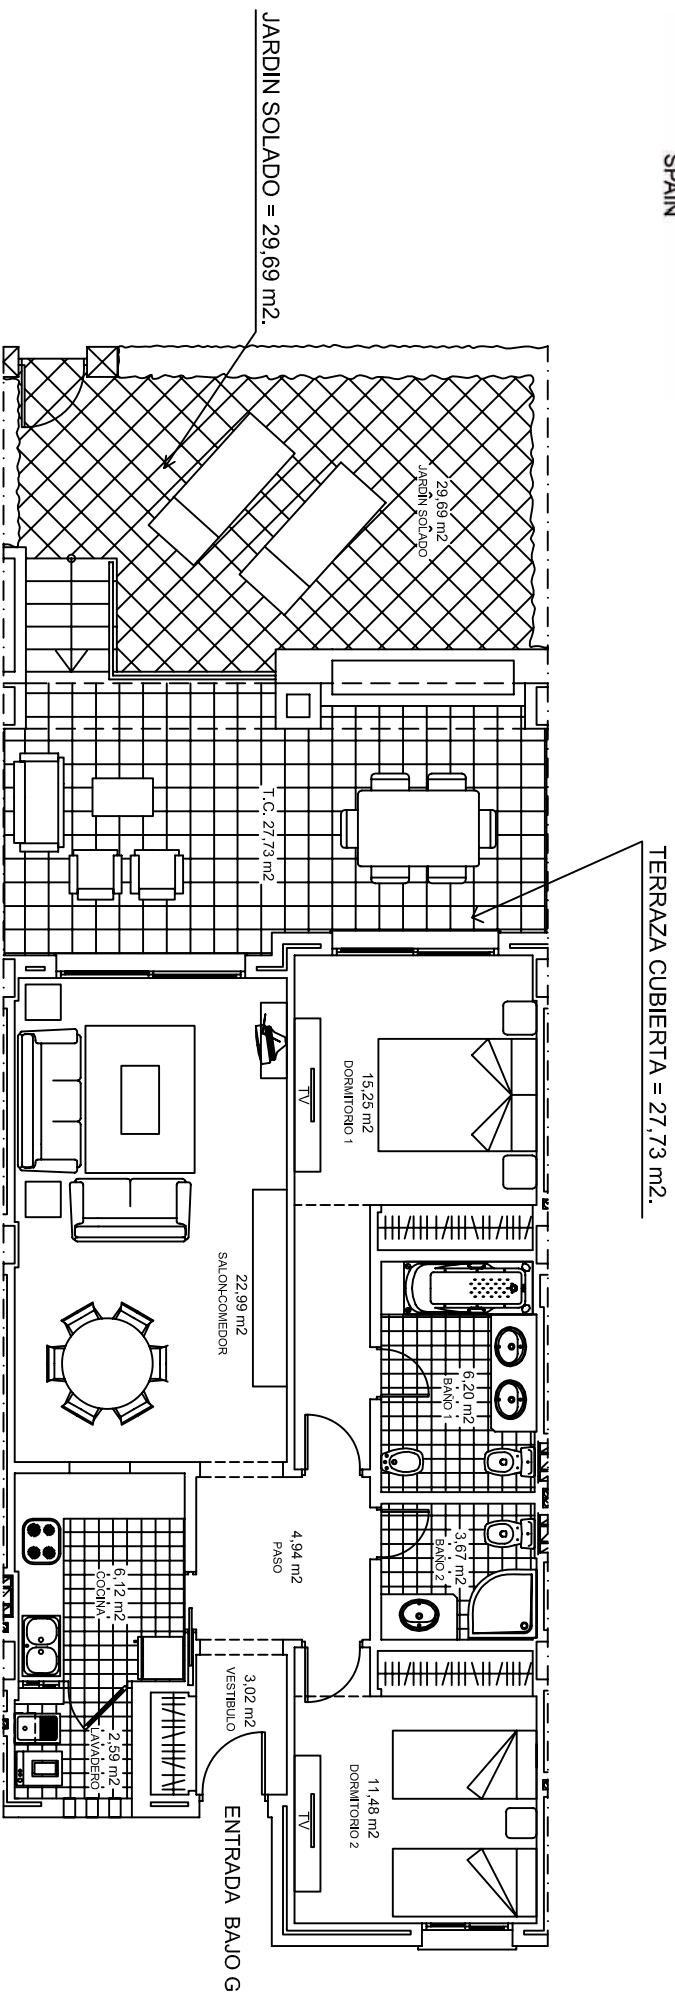 SPAIN
JARDIN SOLADO = 29,69 m2.
TERRAZA CUBIERTA = 27,73 m2.
29,69 m2
JARDIN SOLADO
T.C. 27,73 m2
15,25 m2
DORMITORIO 1
TV
22,99 m2
SALON-COMEDOR
6,20 m2
BAÑO 1
3,67 m2
BAÑO 2
4,94 m2
PASO
6,12 m2
COCINA
3,02 m2
VESTIBULO
2,59 m2
LAVADERO
11,48 m2
DORMITORIO 2
TV
ENTRADA BAJO G